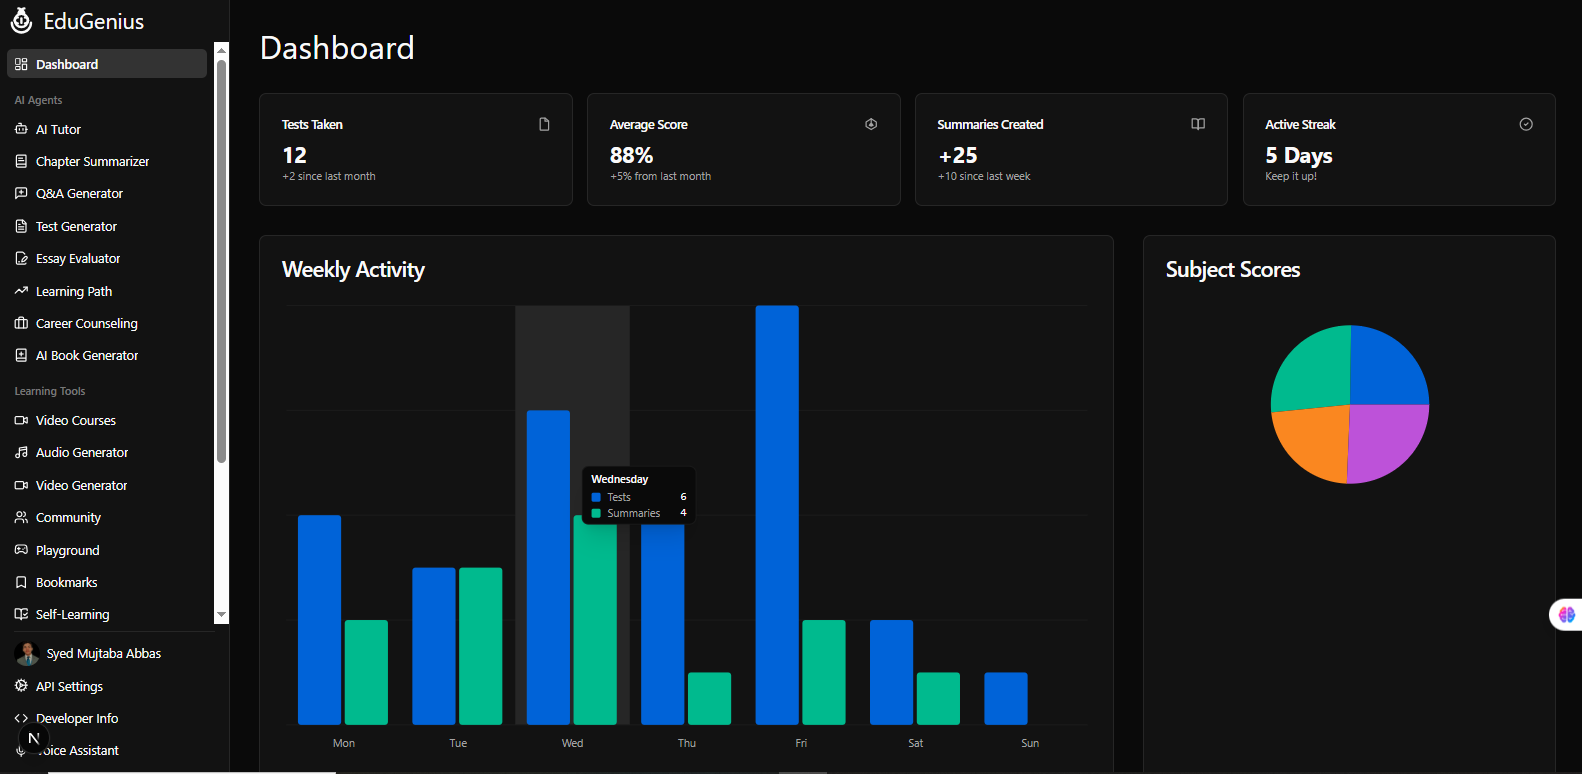 EduGenius
Dashboard
AI Agents
AI Tutor
Chapter Summarizer
Q&A Generator
Test Generator
Essay Evaluator
Learning Path
Career Counseling
AI Book Generator
Learning Tools
Video Courses
Audio Generator
Video Generator
Community
Playground
Bookmarks
Self-Learning
Syed Mujtaba Abbas
API Settings
Developer Info
N
oice Assistant
Dashboard
Tests Taken
12
+2 since last month
Average Score
88%
+5% from last month
Summaries Created
+25
+10 since last week
Active Streak
5 Days
Keep it up!
Weekly Activity
Wednesday
Tests 6
Summaries 4
Mon Tue Wed Thu Fri Sat Sun
Subject Scores